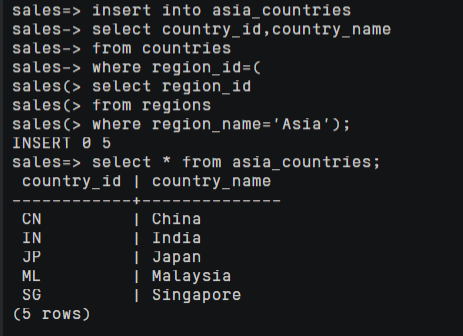 sales=> insert into asia_countries
sales-> select country_id,country_name
sales-> from countries
sales-> where region_id=(
sales(> select region_id
sales(> from regions
sales(> where region_name='Asia');
INSERT 0 5
sales=> select * from asia_countries;
 country_id | country_name
------------+--------------
 CN         | China
 IN         | India
 JP         | Japan
 ML         | Malaysia
 SG         | Singapore
(5 rows)